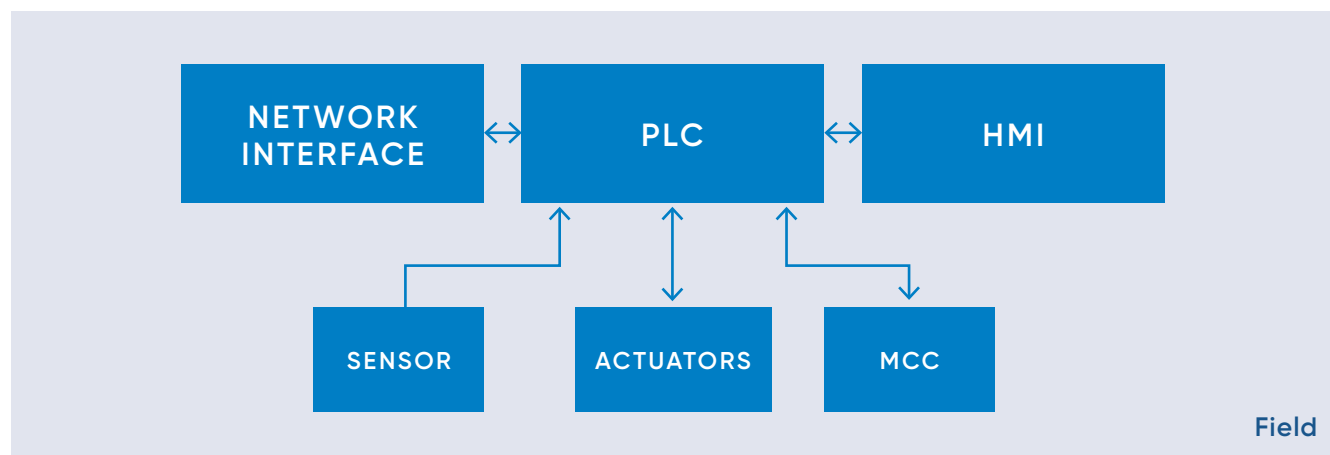 NETWORK
INTERFACE
PLC
HMI
SENSOR
ACTUATORS
MCC
Field